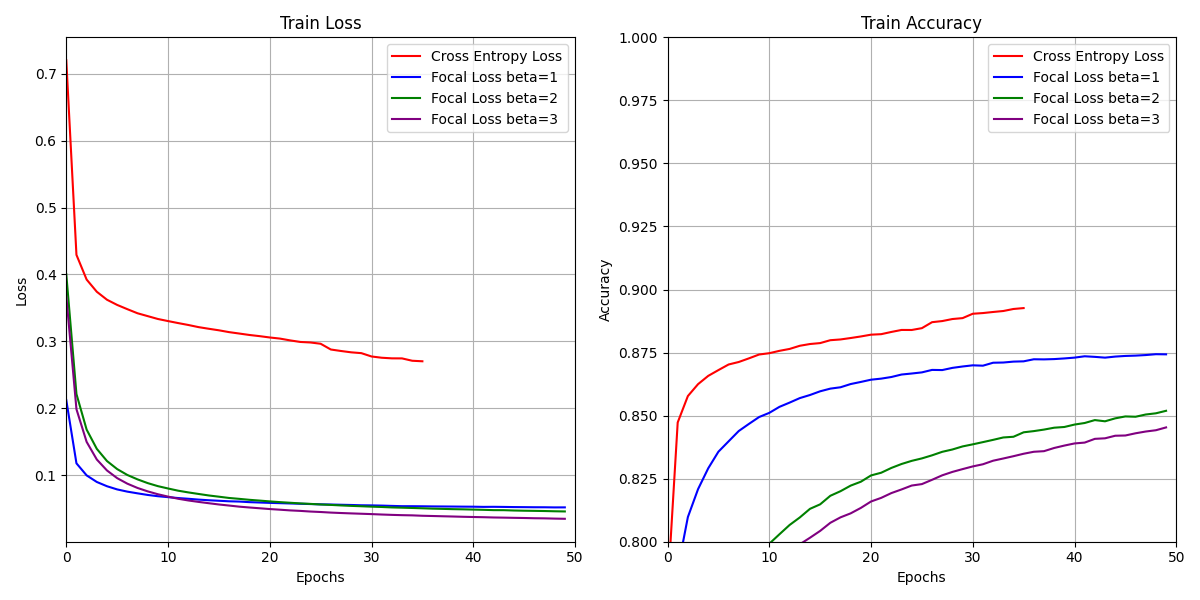 Train Loss
Loss
0.7
0.6
0.5
0.4
0.3
0.2
0.1
0
10
20
30
40
50
Epochs
Cross Entropy Loss
Focal Loss beta=1
Focal Loss beta=2
Focal Loss beta=3
Train Accuracy
Accuracy
1.000
0.975
0.950
0.925
0.900
0.875
0.850
0.825
0.800
0
10
20
30
40
50
Epochs
Cross Entropy Loss
Focal Loss beta=1
Focal Loss beta=2
Focal Loss beta=3